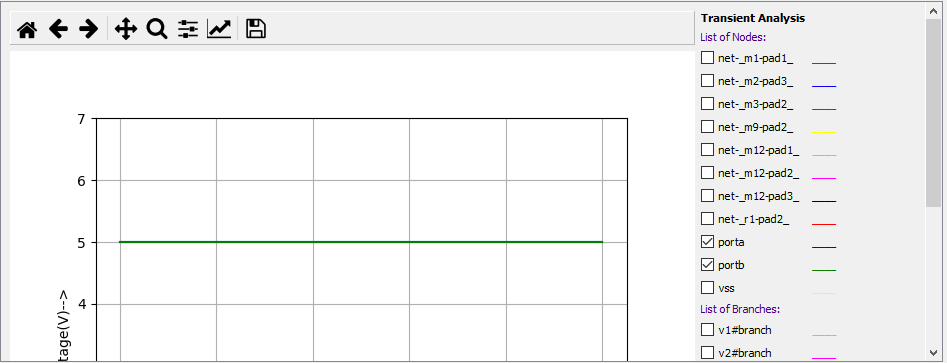 Transient Analysis
List of Nodes:
net-_m1-pad1_
net-_m2-pad3_
net-_m3-pad2_
net-_m9-pad2_
net-_m12-pad1_
net-_m12-pad2_
net-_m12-pad3_
net-_r1-pad2_
porta
portb
vss
List of Branches:
v1#branch
v2#branch
7
6
5
4
tage(V)-->